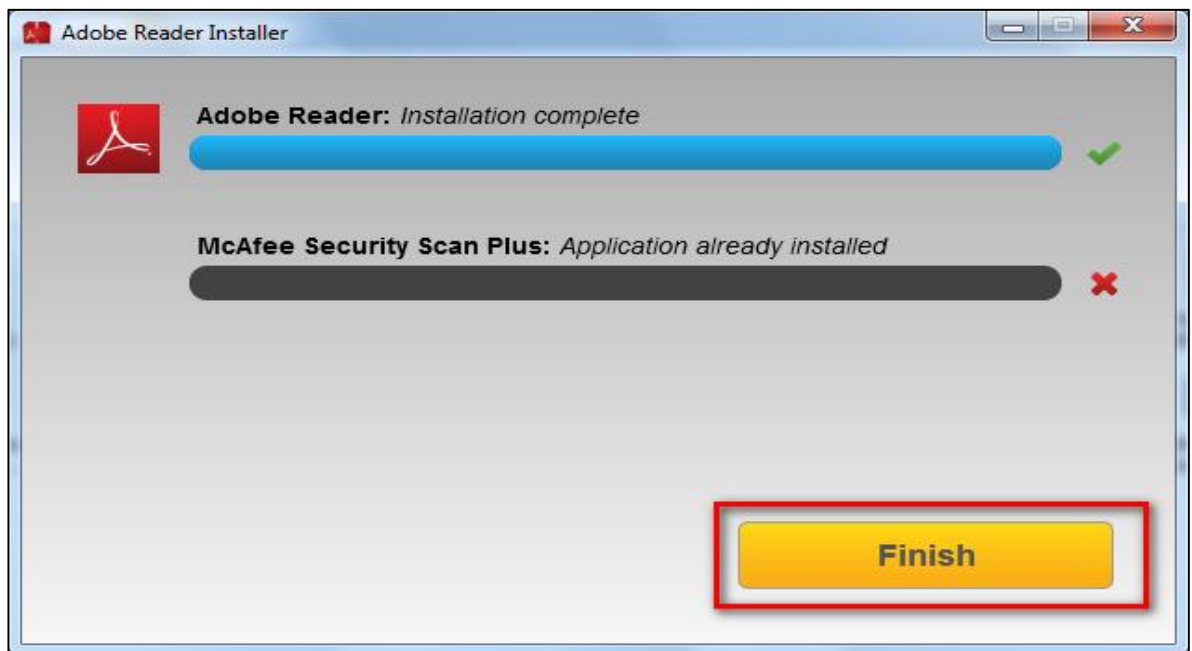 Adobe Reader Installer
Adobe Reader: Installation complete
McAfee Security Scan Plus: Application already installed
Finish